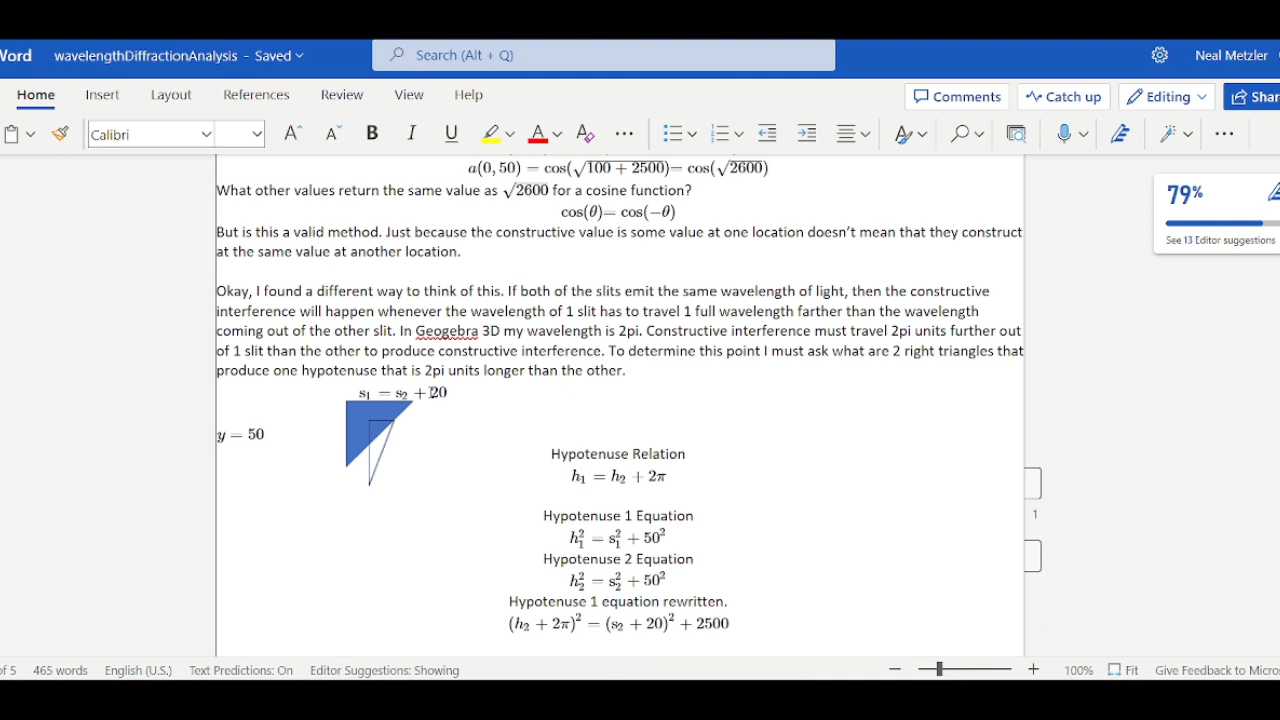 Word wavelengthDiffractionAnalysis - Saved Search (Alt + Q) Neal Metzler
Home Insert Layout References Review View Help Comments Catch up Editing Shar
Calibri A A B I U A A
a(0, 50) = cos(√100 + 2500)= cos(√2600)
What other values return the same value as √2600 for a cosine function?
cos(θ)= cos(−θ)
But is this a valid method. Just because the constructive value is some value at one location doesn't mean that they construct
at the same value at another location.
Okay, I found a different way to think of this. If both of the slits emit the same wavelength of light, then the constructive
interference will happen whenever the wavelength of 1 slit has to travel 1 full wavelength farther than the wavelength
coming out of the other slit. In Geogebra 3D my wavelength is 2pi. Constructive interference must travel 2pi units further out
of 1 slit than the other to produce constructive interference. To determine this point I must ask what are 2 right triangles that
produce one hypotenuse that is 2pi units longer than the other.
s₁ = s₂ + 20
y = 50
Hypotenuse Relation
h₁ = h₂ + 2π
Hypotenuse 1 Equation
h₁² = s₁² + 50²
Hypotenuse 2 Equation
h₂² = s₂² + 50²
Hypotenuse 1 equation rewritten.
(h₂ + 2π)² = (s₂ + 20)² + 2500
79%
See 13 Editor suggestions
1
of 5 465 words English (U.S.) Text Predictions: On Editor Suggestions: Showing − + 100% Fit Give Feedback to Micros